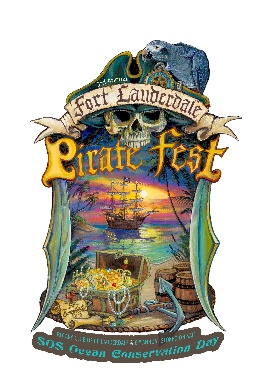 Fort Lauderdale
Pirate Fest
SOS Ocean Conservation Day